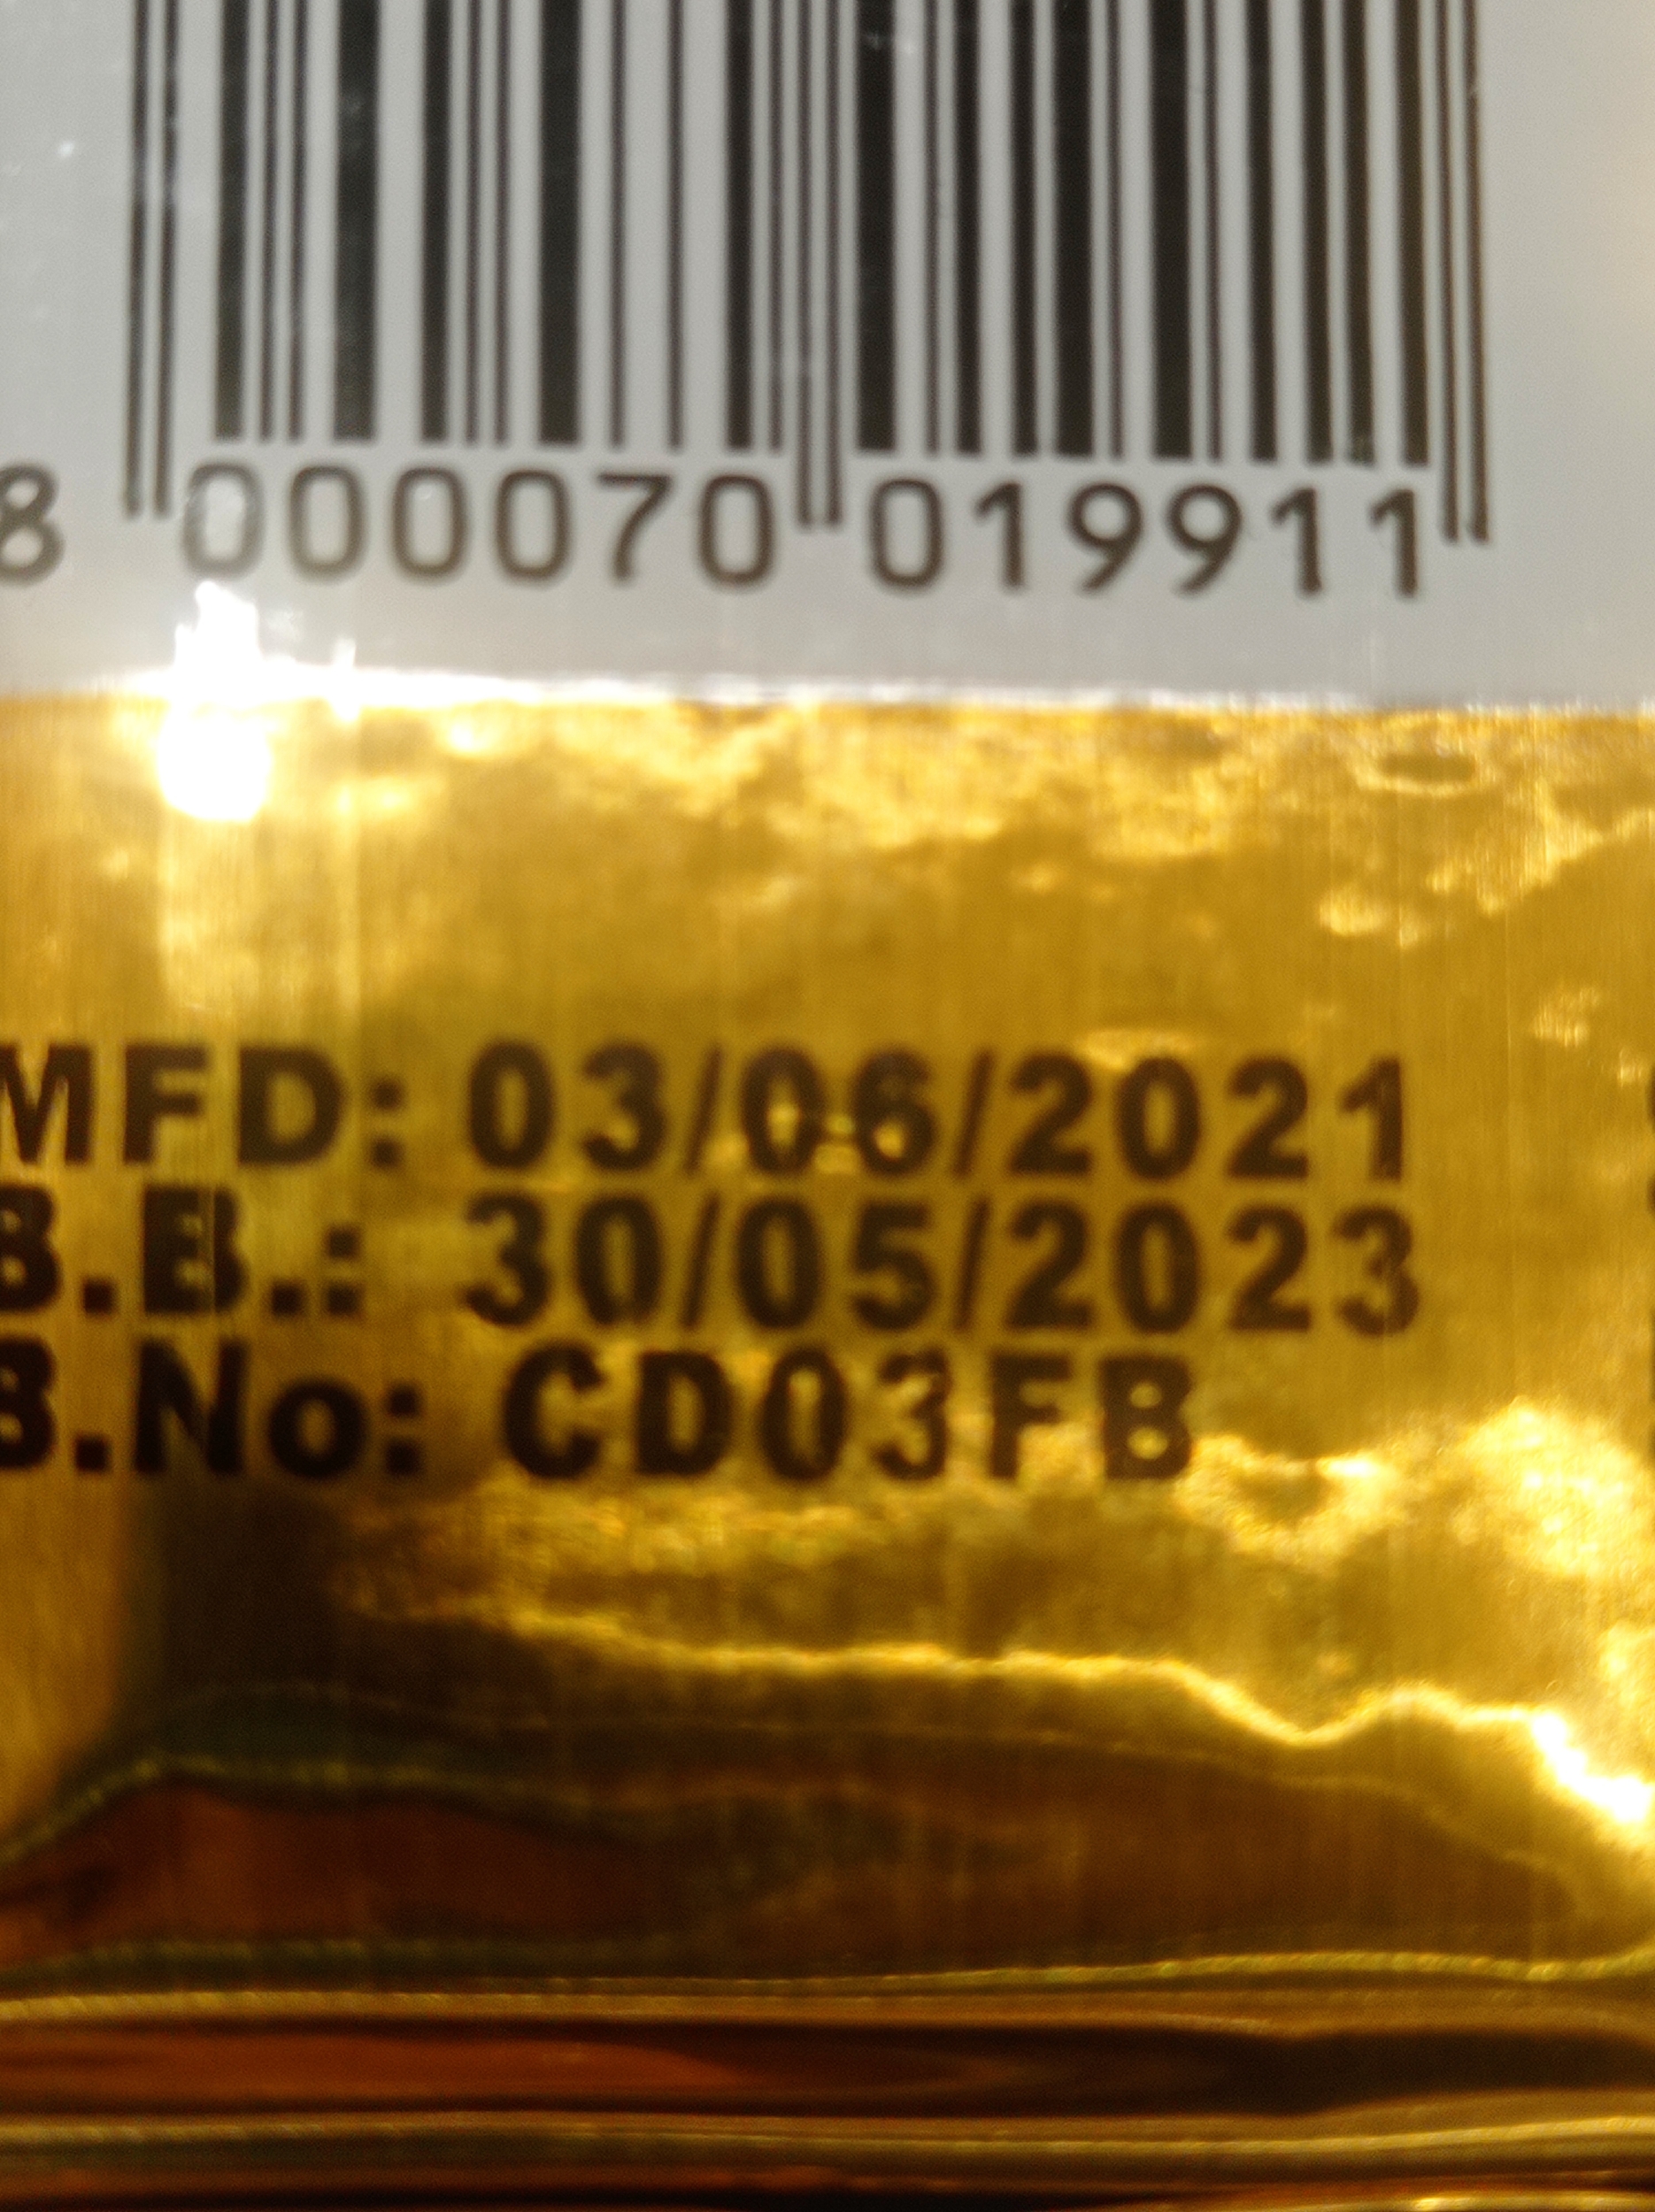 8 000070 019911
MFD: 03/06/2021
B.B.: 30/05/2023
B.No: CD03FB